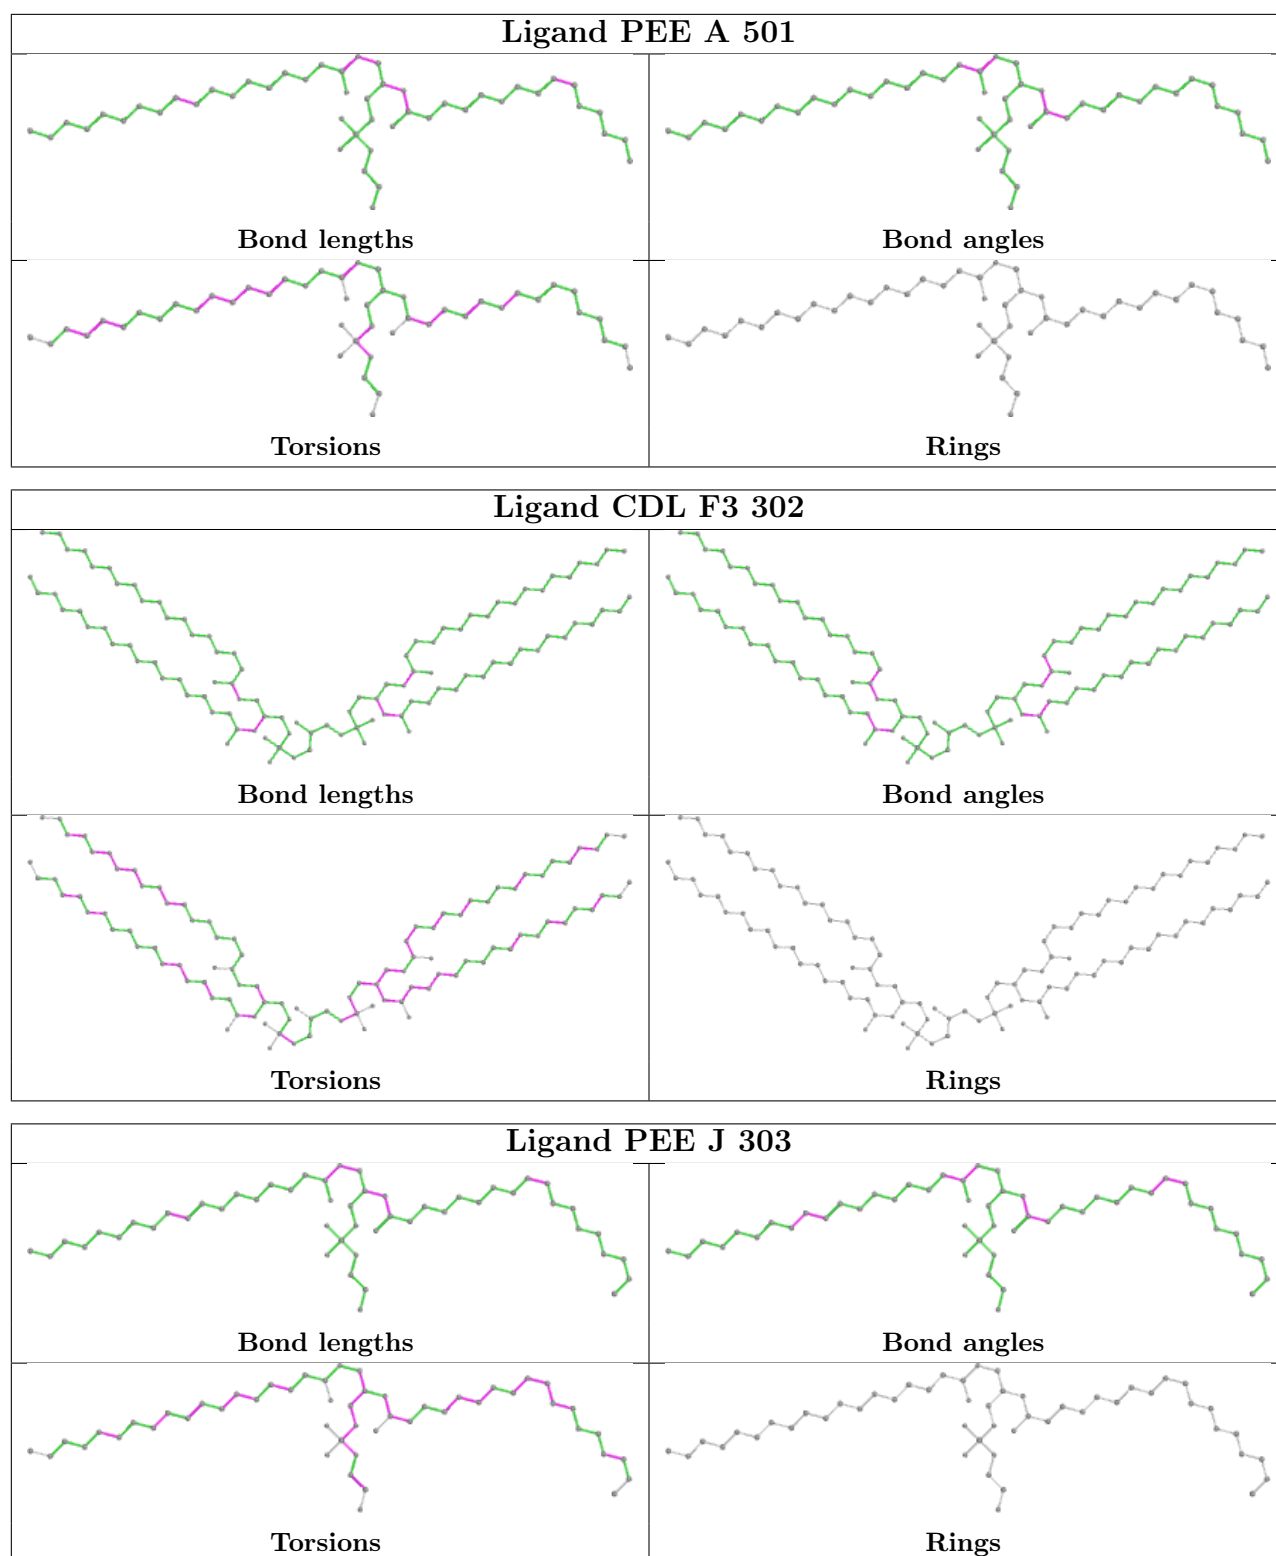 Ligand PEE A 501
Bond lengths
Bond angles
Torsions
Rings
Ligand CDL F3 302
Bond lengths
Bond angles
Torsions
Rings
Ligand PEE J 303
Bond lengths
Bond angles
Torsions
Rings